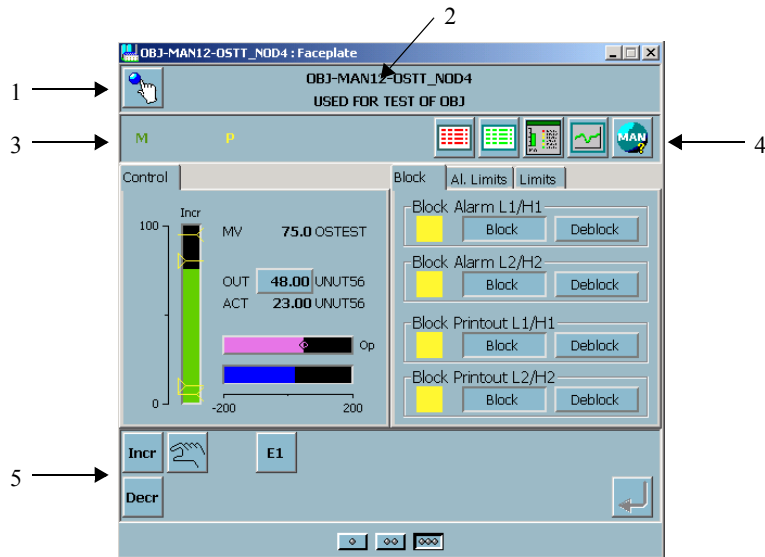 2
OBJ-MAN12-OSTT_NOD4 : Faceplate
1
OBJ-MAN12-OSTT_NOD4
USED FOR TEST OF OBJ
3
M P
MAN
?
4
Control
Block Al. Limits Limits
Incr
100
0
MV 75.0 OSTEST
OUT 48.00 UNUT56
ACT 23.00 UNUT56
Op
-200 200
Block Alarm L1/H1
Block Deblock
Block Alarm L2/H2
Block Deblock
Block Printout L1/H1
Block Deblock
Block Printout L2/H2
Block Deblock
5
Incr E1
Decr